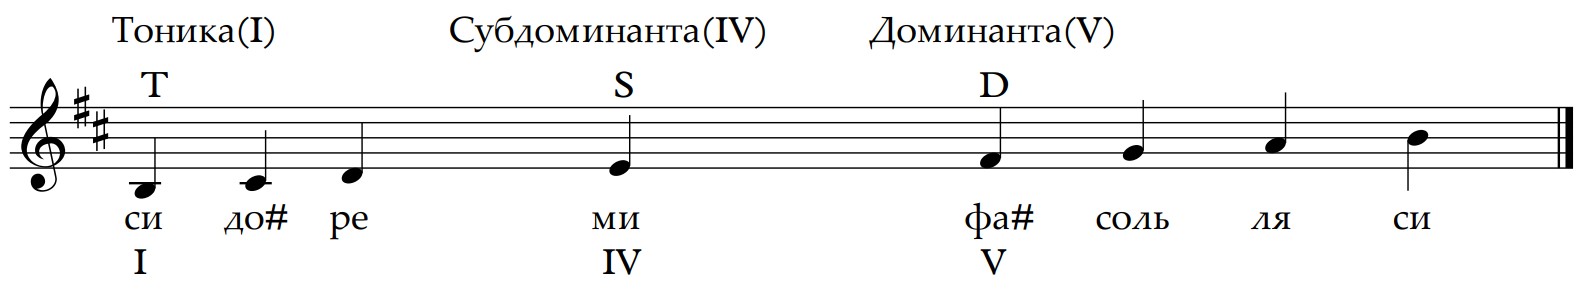 Тоника(I) Субдоминанта(IV) Доминанта(V)
T S D
си до# ре ми фа# соль ля си
I IV V